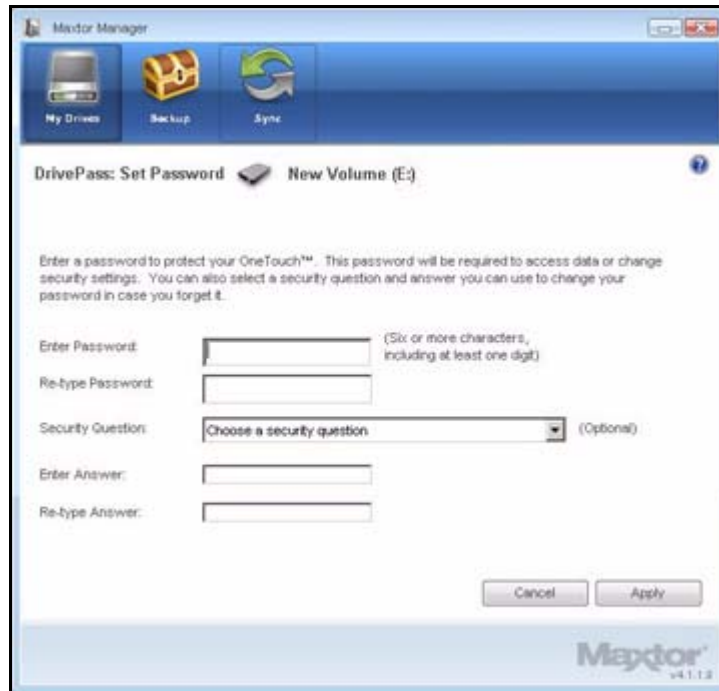 Maxtor Manager
My Drives
Backup
Sync
DrivePass: Set Password
New Volume (E:)
Enter a password to protect your OneTouch™. This password will be required to access data or change
security settings. You can also select a security question and answer you can use to change your
password in case you forget it.
Enter Password:
(Six or more characters,
including at least one digit)
Re-type Password:
Security Question:
Choose a security question
(Optional)
Enter Answer:
Re-type Answer:
Cancel
Apply
Maxtor